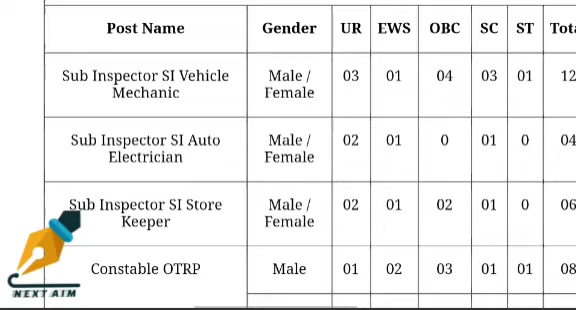 Post Name Gender UR EWS OBC SC ST Tota
Sub Inspector SI Vehicle Mechanic Male / Female 03 01 04 03 01 12
Sub Inspector SI Auto Electrician Male / Female 02 01 0 01 0 04
Sub Inspector SI Store Keeper Male / Female 02 01 02 01 0 06
Constable OTRP Male 01 02 03 01 01 08
NEXT AIM